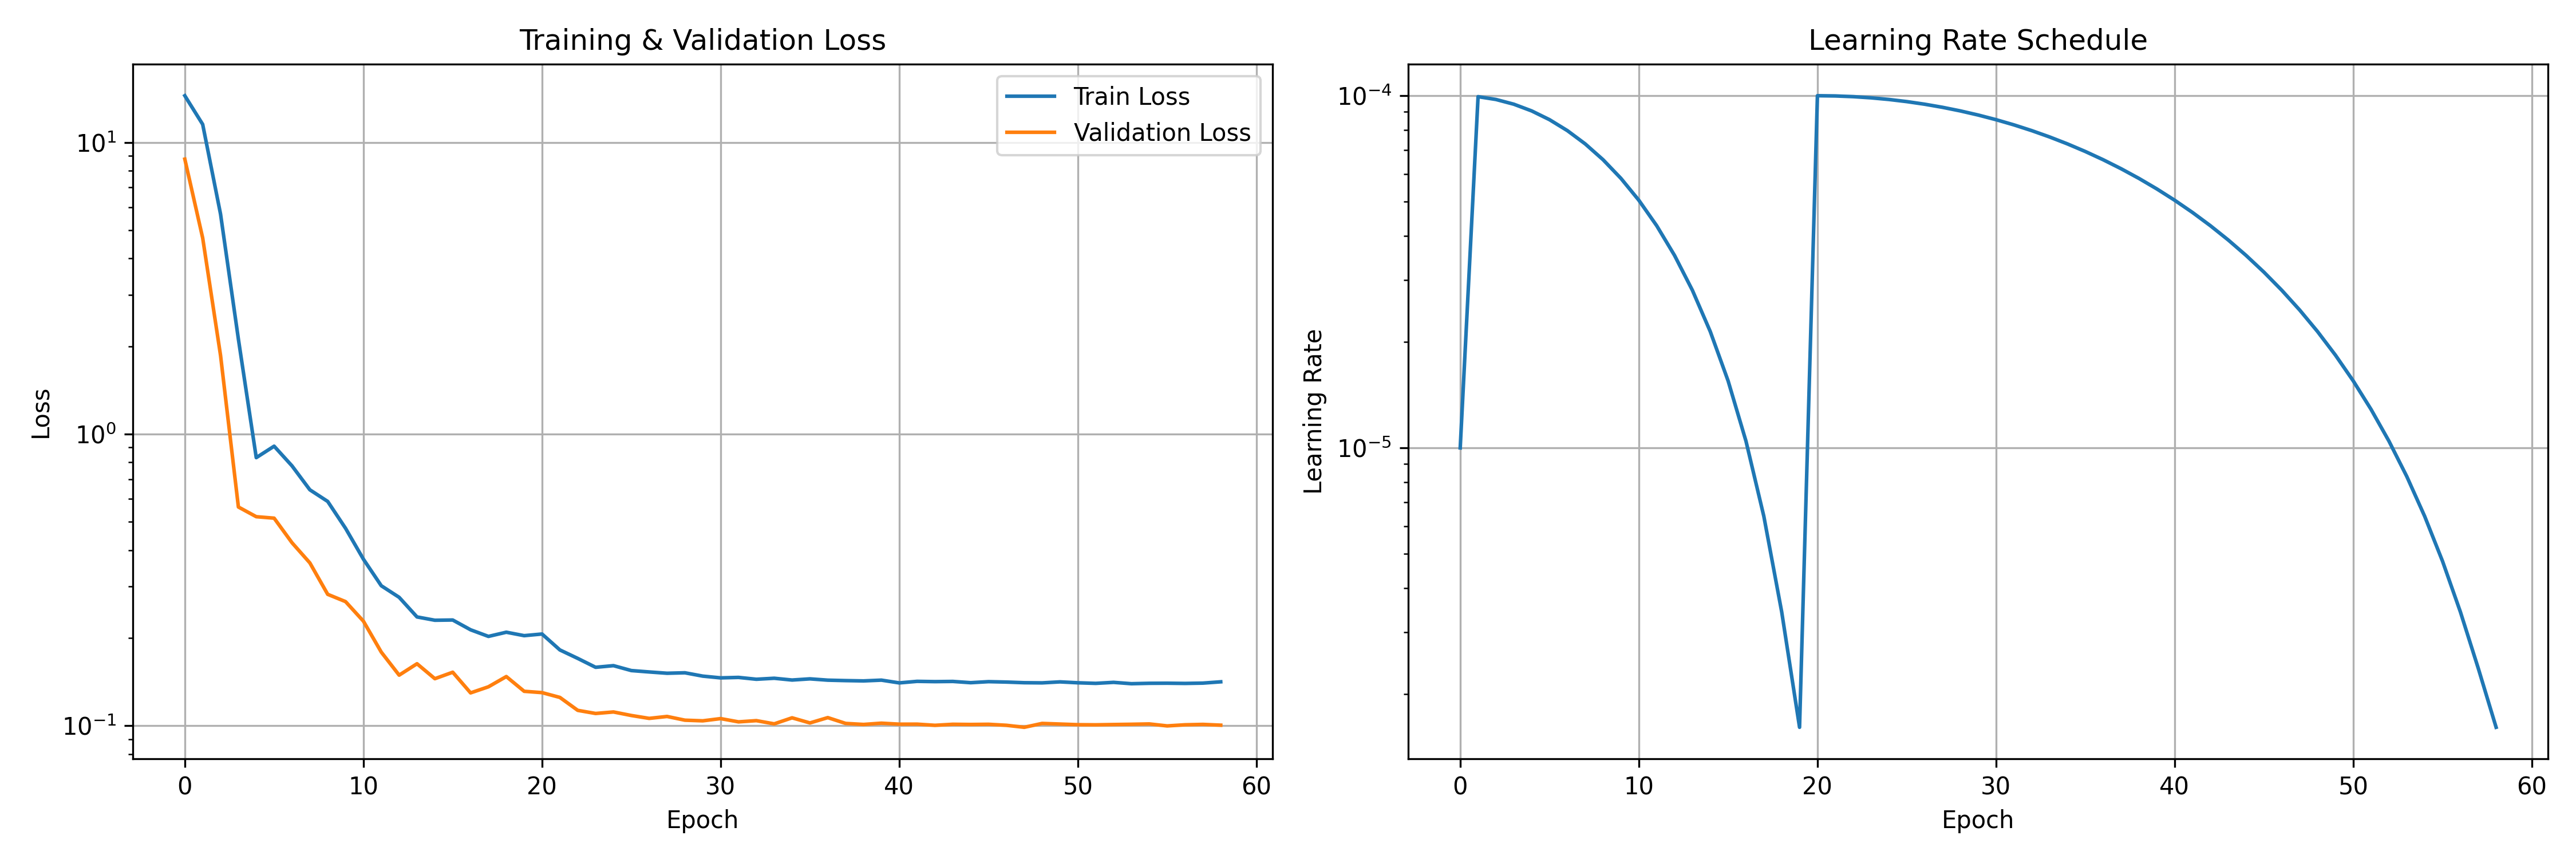 Training & Validation Loss
Train Loss
Validation Loss
10¹
10⁰
10⁻¹
Loss
0 10 20 30 40 50 60
Epoch
Learning Rate Schedule
10⁻⁴
10⁻⁵
Learning Rate
0 10 20 30 40 50 60
Epoch